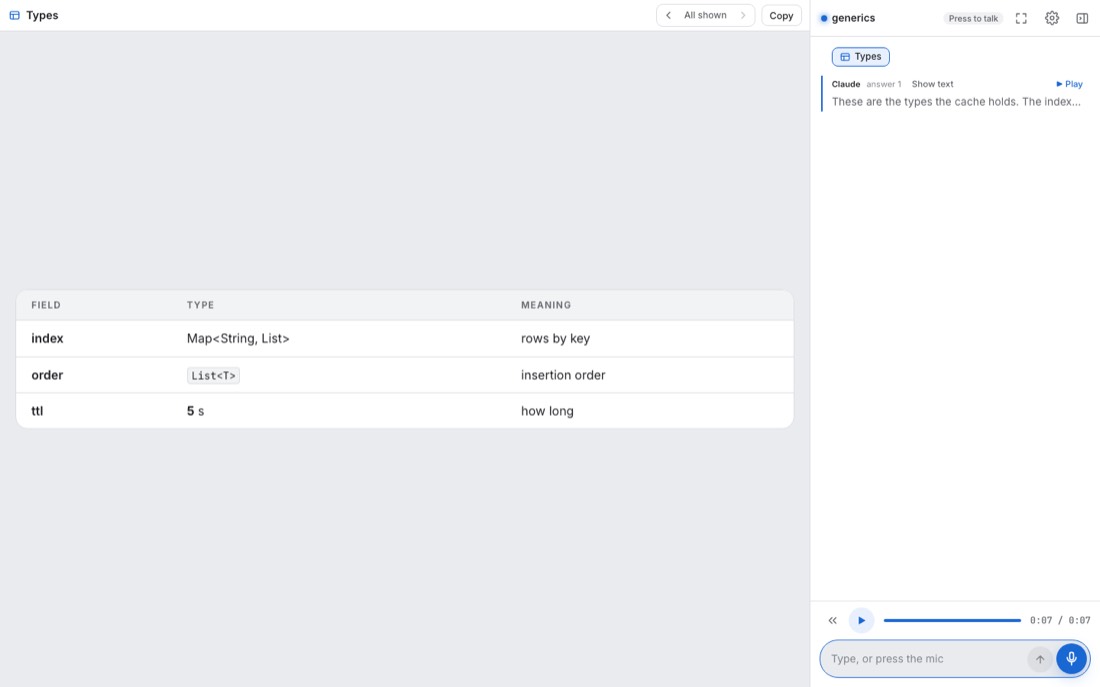 Types
All shown
Copy
FIELD TYPE MEANING
index Map<String, List> rows by key
order List<T> insertion order
ttl 5 s how long
generics
Press to talk
Types
Claude answer 1 Show text Play
These are the types the cache holds. The index...
0:07 / 0:07
Type, or press the mic